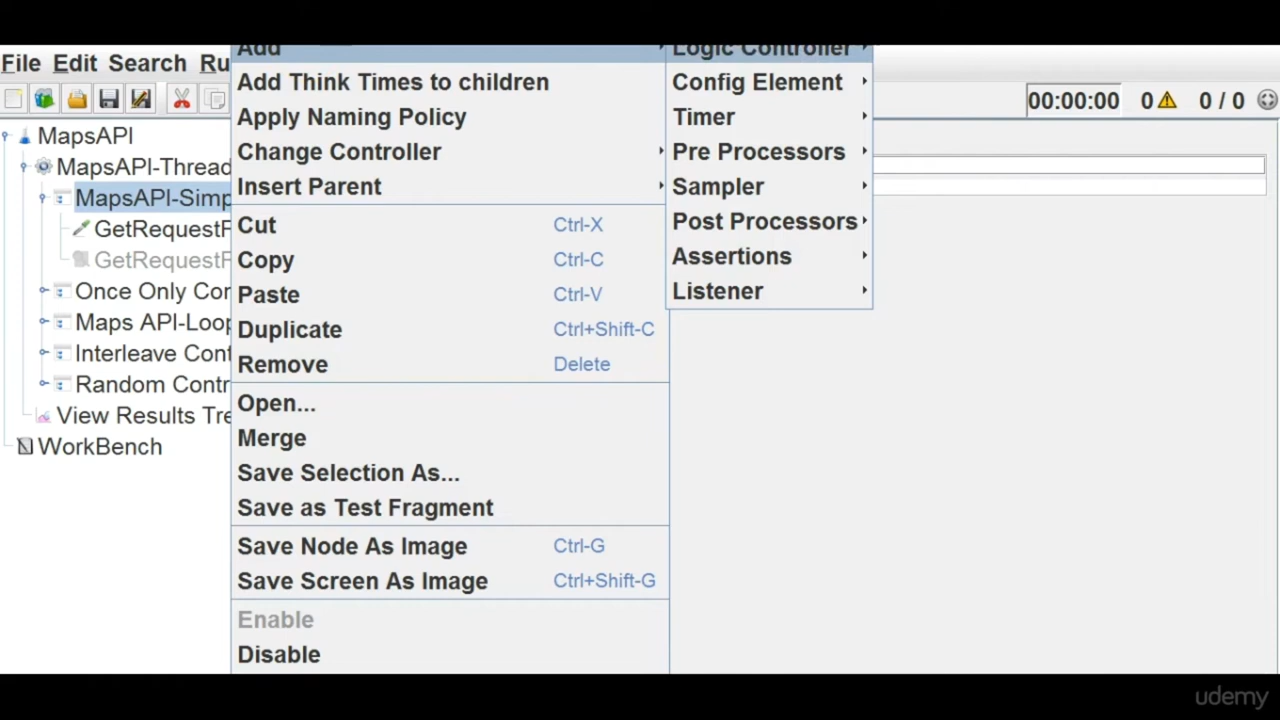 File Edit Search Ru
00:00:00 0 0 / 0
MapsAPI
MapsAPI-Thread
MapsAPI-Simp
GetRequestF
GetRequestF
Once Only Cor
Maps API-Loop
Interleave Cont
Random Contr
View Results Tre
WorkBench
Add
Add Think Times to children
Apply Naming Policy
Change Controller
Insert Parent
Cut Ctrl-X
Copy Ctrl-C
Paste Ctrl-V
Duplicate Ctrl+Shift-C
Remove Delete
Open...
Merge
Save Selection As...
Save as Test Fragment
Save Node As Image Ctrl-G
Save Screen As Image Ctrl+Shift-G
Enable
Disable
Logic Controller
Config Element
Timer
Pre Processors
Sampler
Post Processors
Assertions
Listener
udemy